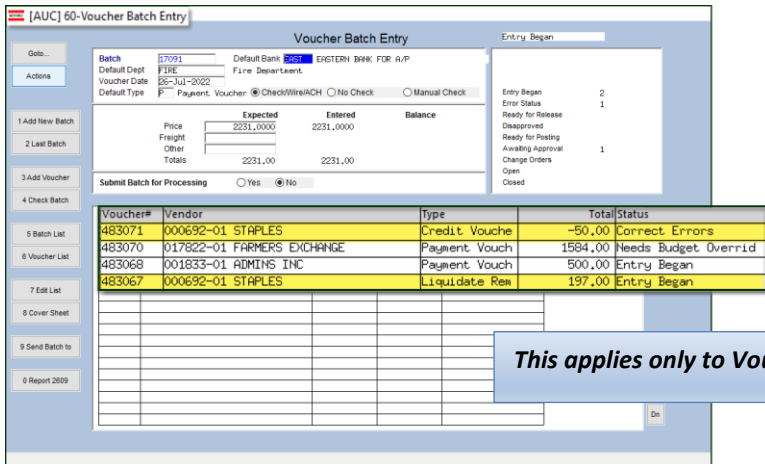 [AUC] 60-Voucher Batch Entry
Voucher Batch Entry
Entry Began
Goto...
Actions
Batch 17091 Default Bank EAST EASTERN BANK FOR A/P
Default Dept FIRE Fire Department
Voucher Date 26-Jul-2022
Default Type P Payment Voucher Check/Wire/ACH No Check Manual Check
Entry Began 2
Error Status 1
Ready for Release
Disapproved
Ready for Posting
Awaiting Approval 1
Change Orders
Open
Closed
Expected Entered Balance
Price 2231.0000 2231.0000
Freight
Other
Totals 2231.00 2231.00
Submit Batch for Processing Yes No
1 Add New Batch
2 Last Batch
3 Add Voucher
4 Check Batch
5 Batch List
6 Voucher List
7 Edit List
8 Cover Sheet
9 Send Batch to
0 Report 2609
Voucher# Vendor Type Total Status
483071 000692-01 STAPLES Credit Vouche -50.00 Correct Errors
483070 017822-01 FARMERS EXCHANGE Payment Vouch 1584.00 Needs Budget Overrid
483068 001833-01 ADMINS INC Payment Vouch 500.00 Entry Began
483067 000692-01 STAPLES Liquidate Rem 197.00 Entry Began
This applies only to Vou
Dn